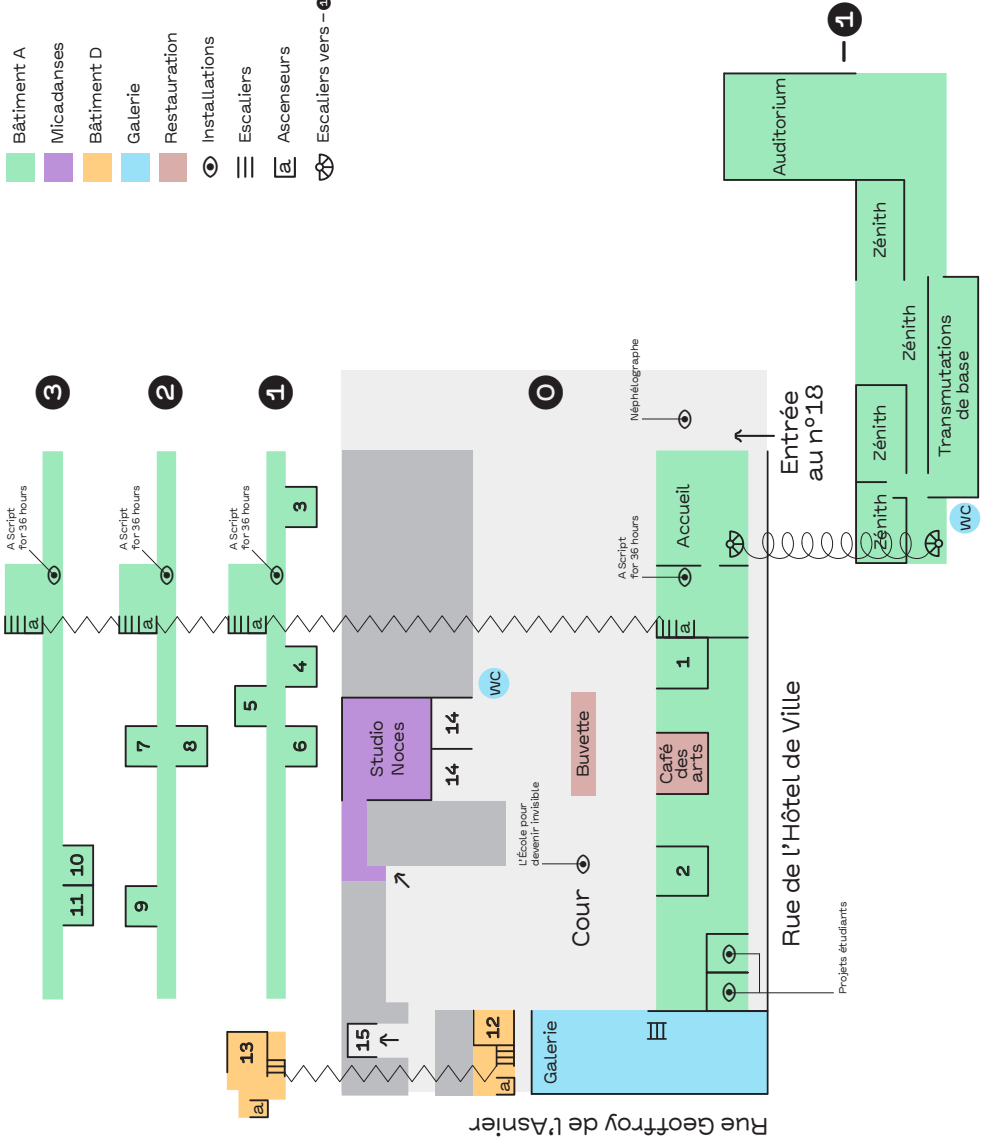 Bâtiment A
Micadanses
Bâtiment D
Galerie
Restauration
Installations
Escaliers
a Ascenseurs
Escaliers vers – 1
3
A Script
for 36 hours
a
10
11
2
A Script
for 36 hours
a
7
8
9
1
A Script
for 36 hours
a
3
4
5
6
13
a
0
Néphélographe
Studio
Noces
14
14
WC
15
12
a
Buvette
L'École pour
devenir invisible
Cour
A Script
for 36 hours
Accueil
a
1
Café
des
arts
2
Projets étudiants
Galerie
Entrée
au n°18
Rue de l'Hôtel de Ville
Rue Geoffroy de l'Asnier
– 1
Auditorium
Zénith
Zénith
Zénith
Zénith
Transmutations
de base
WC